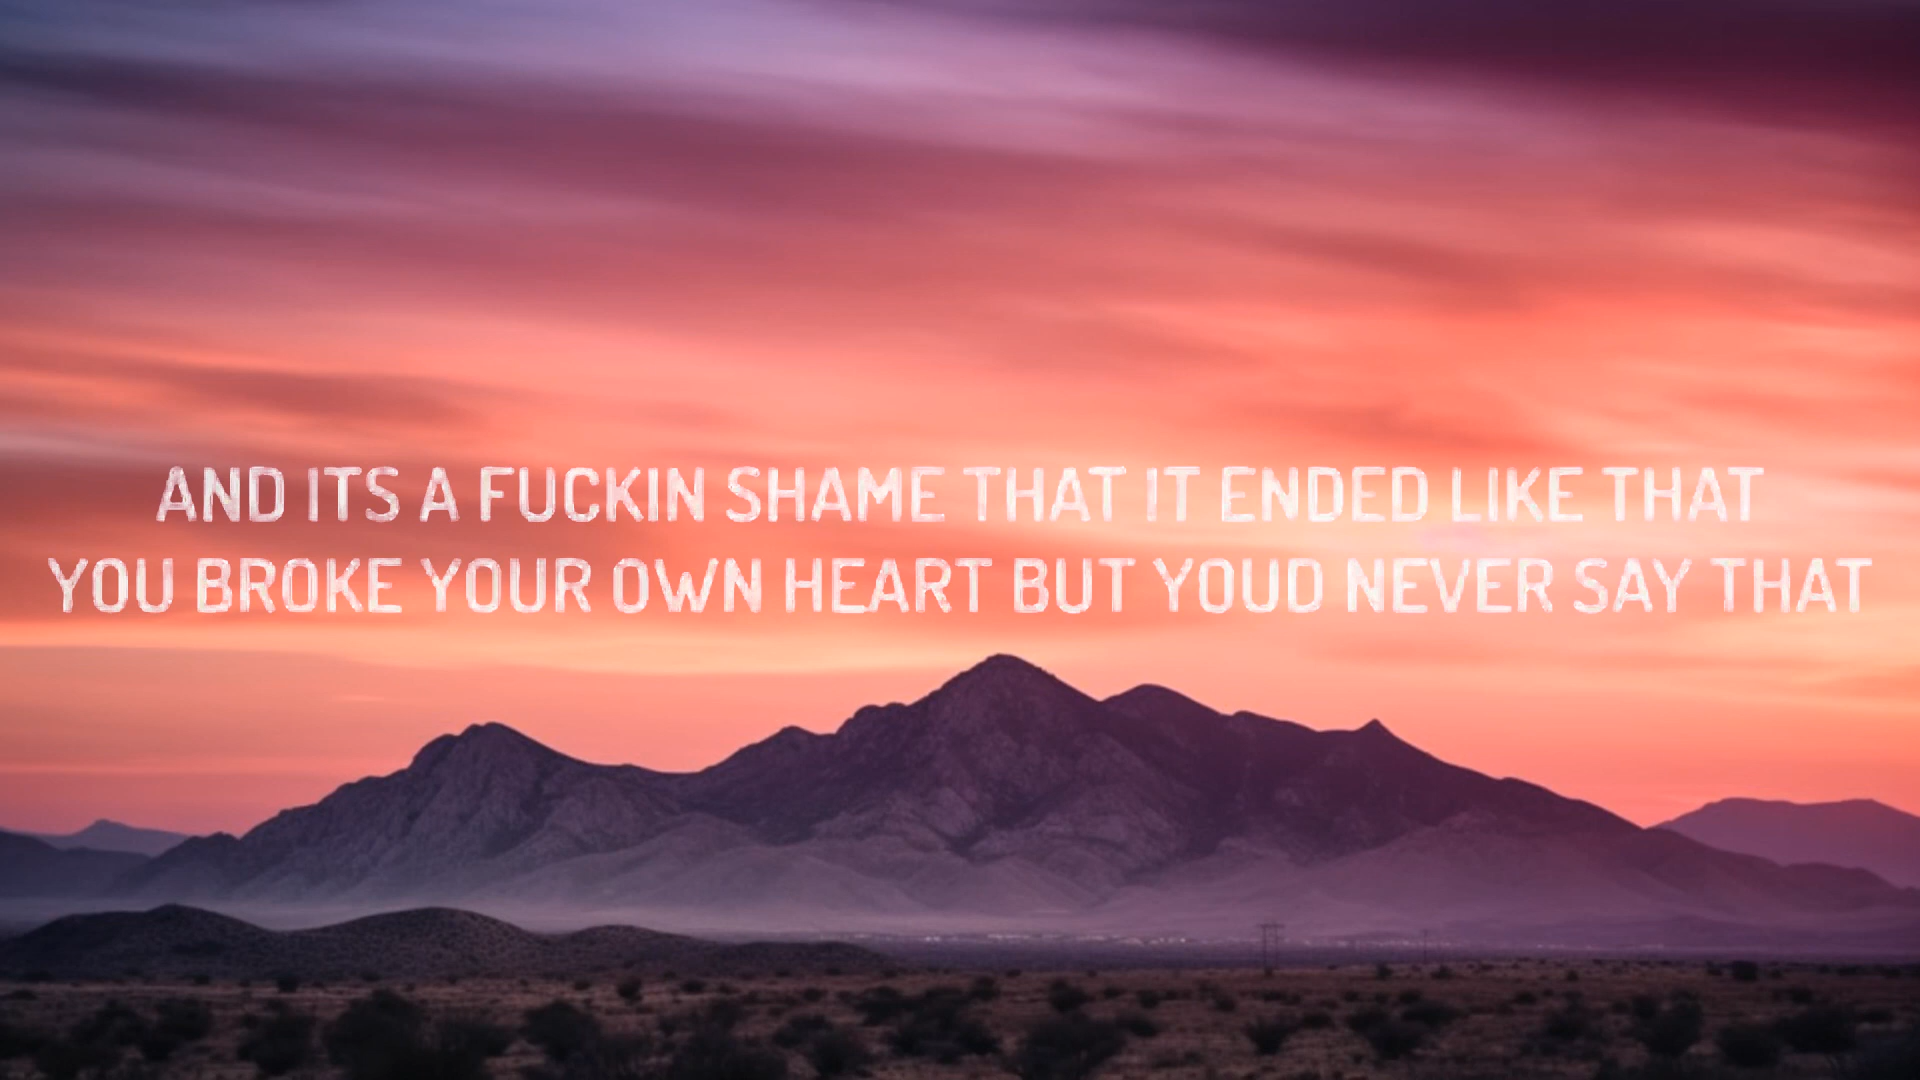 AND ITS A FUCKIN SHAME THAT IT ENDED LIKE THAT
YOU BROKE YOUR OWN HEART BUT YOUD NEVER SAY THAT